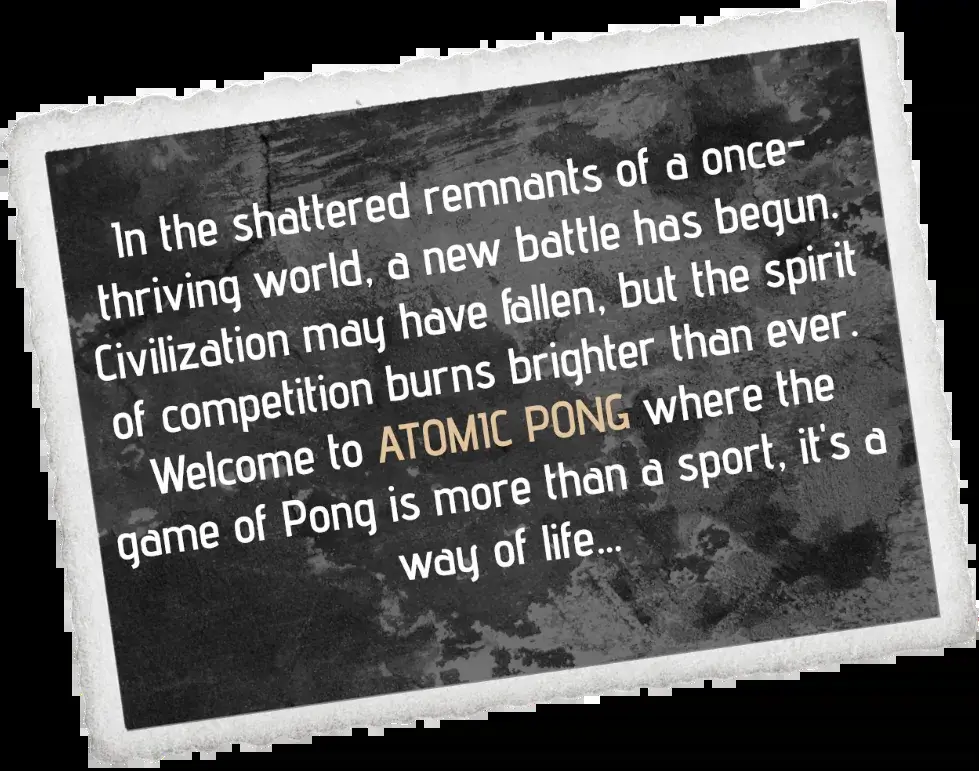 In the shattered remnants of a once-
thriving world, a new battle has begun.
Civilization may have fallen, but the spirit
of competition burns brighter than ever.
Welcome to ATOMIC PONG where the
game of Pong is more than a sport, it's a
way of life...